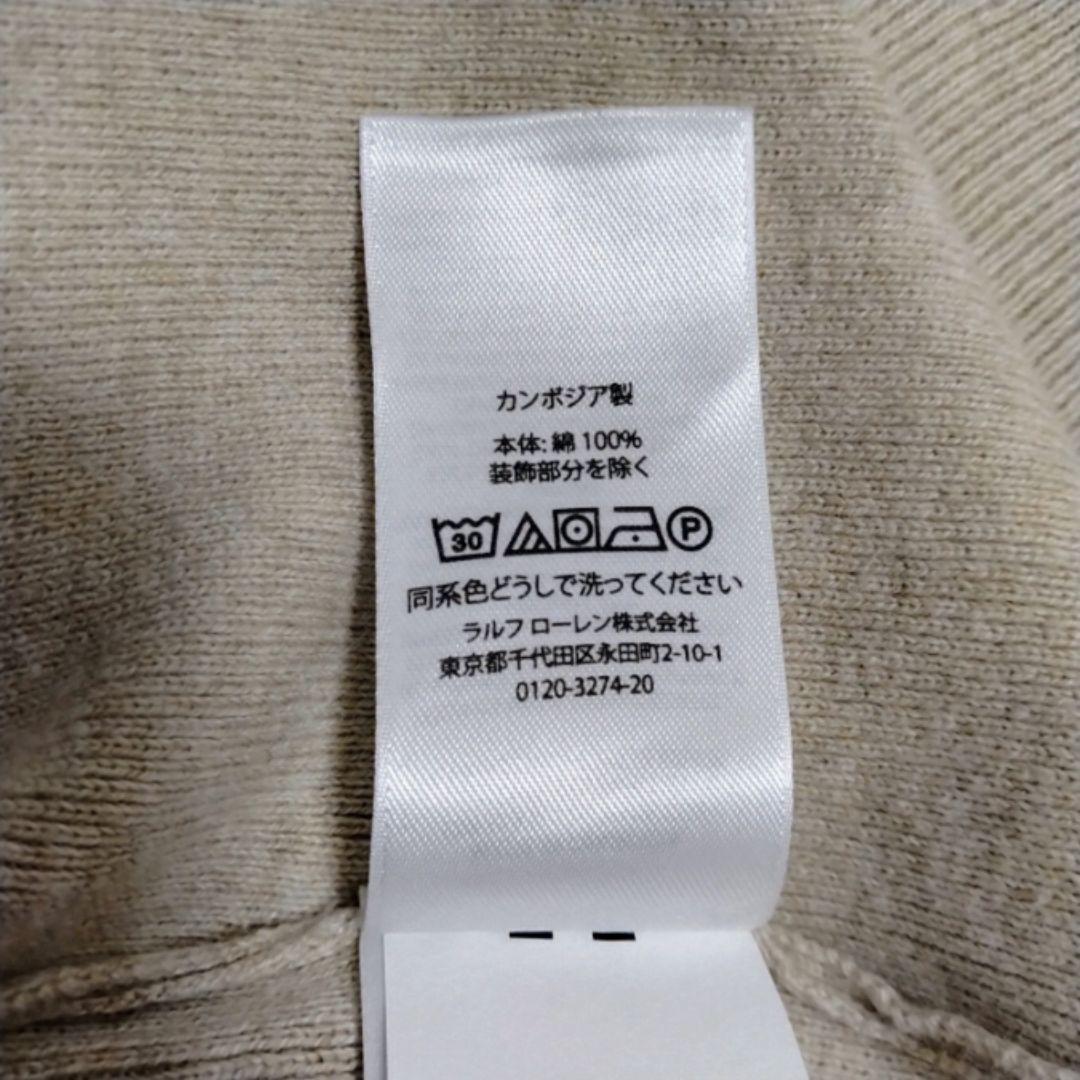 カンボジア製
本体: 綿 100%
装飾部分を除く
30 P
同系色どうしで洗ってください
ラルフ ローレン株式会社
東京都千代田区永田町2-10-1
0120-3274-20